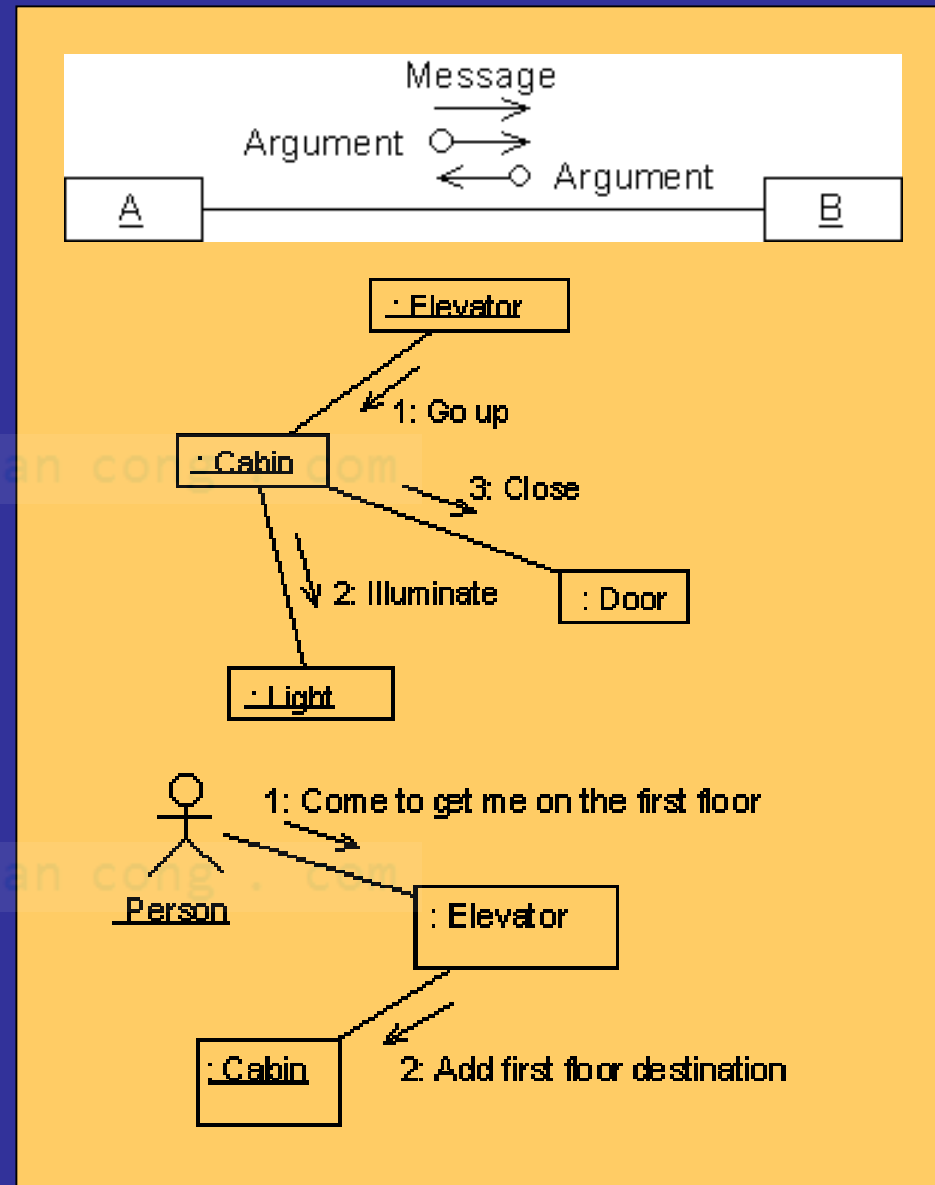 Message
Argument
Argument
A
B
: Elevator
1: Go up
: Cabin
3: Close
2: Illuminate
: Door
: Light
1: Come to get me on the first floor
Person
: Elevator
: Cabin
2: Add first floor destination